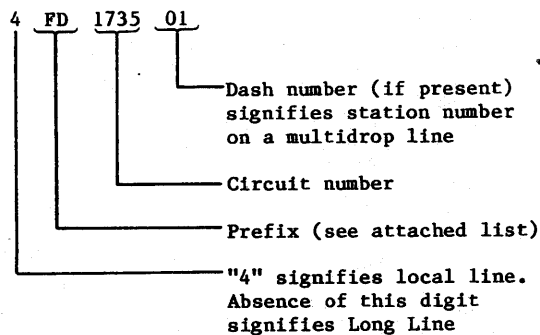 4 FD 1735 01
Dash number (if present)
signifies station number
on a multidrop line
Circuit number
Prefix (see attached list)
"4" signifies local line.
Absence of this digit
signifies Long Line